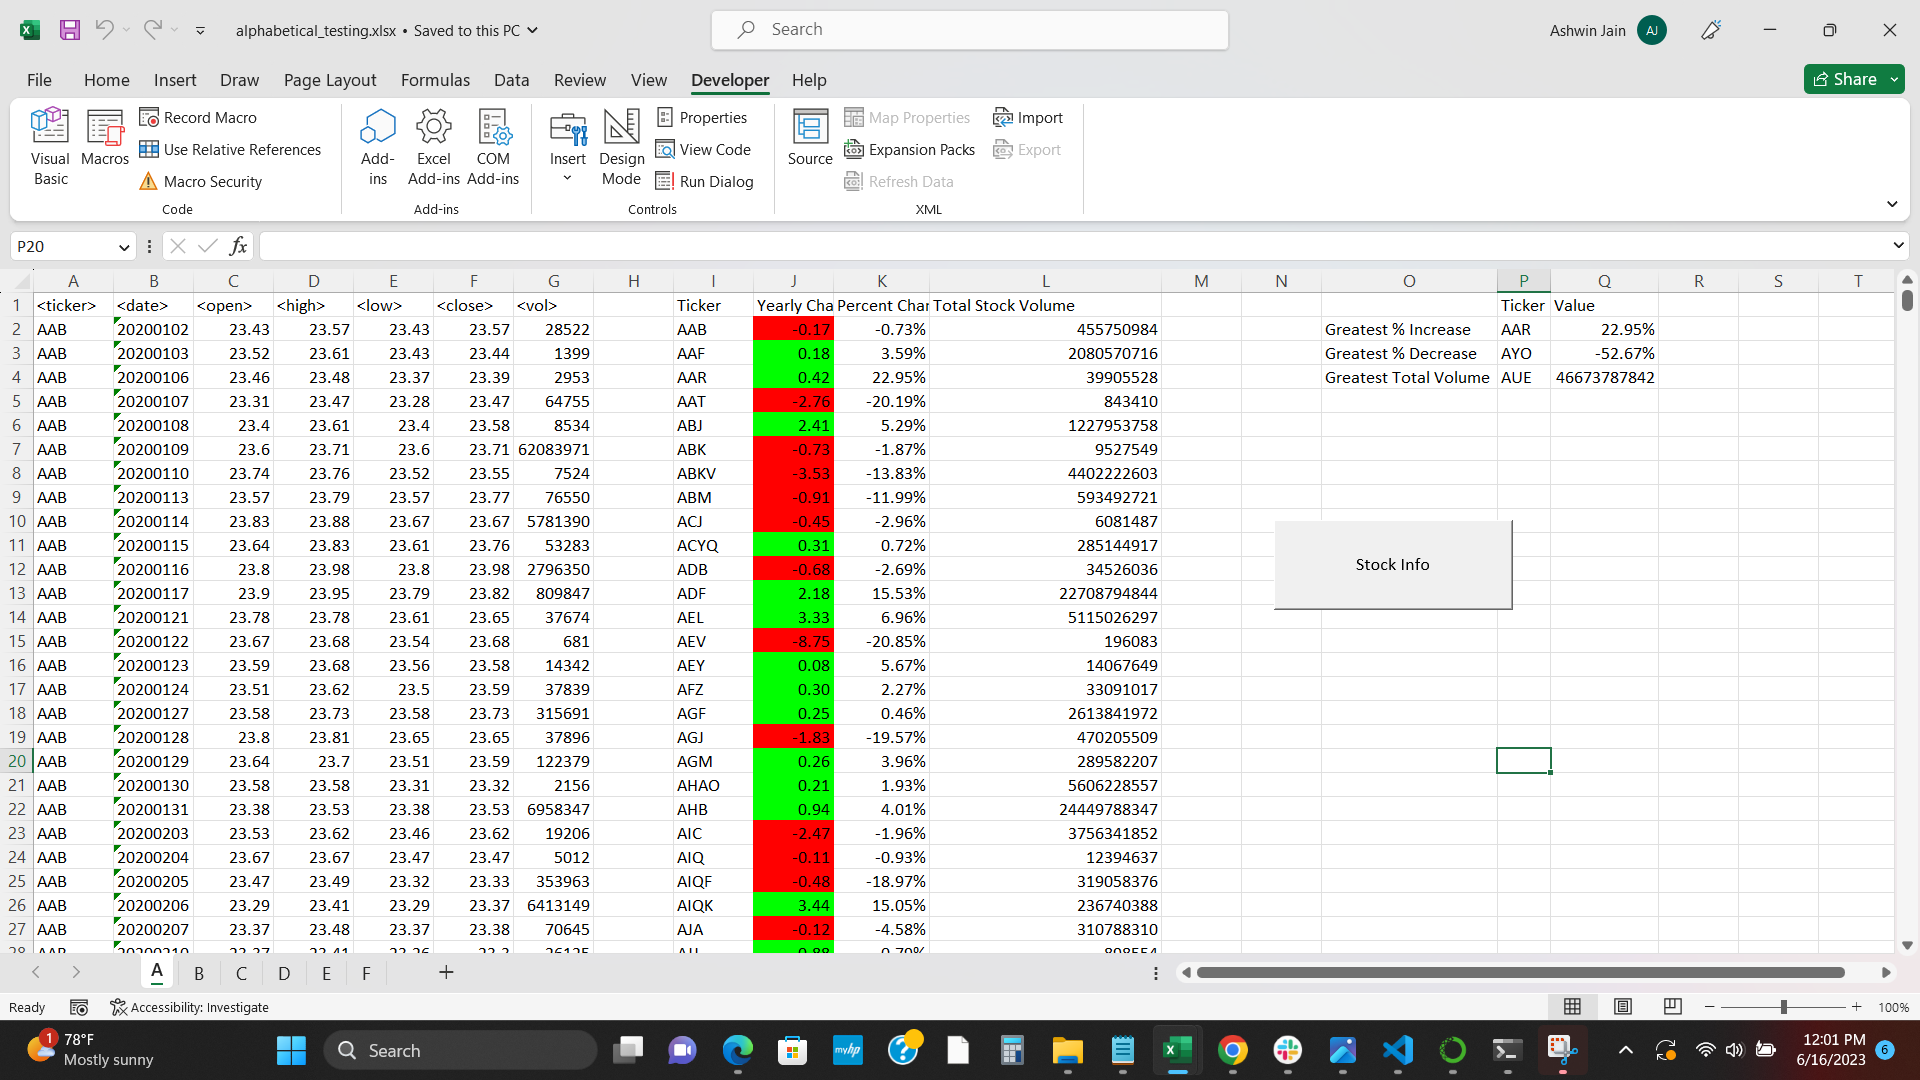 alphabetical_testing.xlsx • Saved to this PC
Search
Ashwin Jain
AJ
File Home Insert Draw Page Layout Formulas Data Review View Developer Help
Share
Visual Basic
Macros
Record Macro
Use Relative References
Macro Security
Code
Add-ins
Excel Add-ins
COM Add-ins
Add-ins
Insert
Design Mode
Properties
View Code
Run Dialog
Controls
Source
Map Properties
Expansion Packs
Refresh Data
Import
Export
XML
P20
fx
A B C D E F G H I J K L M N O P Q R S T
1 <ticker> <date> <open> <high> <low> <close> <vol> Ticker Yearly Cha Percent Char Total Stock Volume Ticker Value
2 AAB 20200102 23.43 23.57 23.43 23.57 28522 AAB -0.17 -0.73% 455750984 Greatest % Increase AAR 22.95%
3 AAB 20200103 23.52 23.61 23.43 23.44 1399 AAF 0.18 3.59% 2080570716 Greatest % Decrease AYO -52.67%
4 AAB 20200106 23.46 23.48 23.37 23.39 2953 AAR 0.42 22.95% 39905528 Greatest Total Volume AUE 46673787842
5 AAB 20200107 23.31 23.47 23.28 23.47 64755 AAT -2.76 -20.19% 843410
6 AAB 20200108 23.4 23.61 23.4 23.58 8534 ABJ 2.41 5.29% 1227953758
7 AAB 20200109 23.6 23.71 23.6 23.71 62083971 ABK -0.73 -1.87% 9527549
8 AAB 20200110 23.74 23.76 23.52 23.55 7524 ABKV -3.53 -13.83% 4402222603
9 AAB 20200113 23.57 23.79 23.57 23.77 76550 ABM -0.91 -11.99% 593492721
10 AAB 20200114 23.83 23.88 23.67 23.67 5781390 ACJ -0.45 -2.96% 6081487
11 AAB 20200115 23.64 23.83 23.61 23.76 53283 ACYQ 0.31 0.72% 285144917
12 AAB 20200116 23.8 23.98 23.8 23.98 2796350 ADB -0.68 -2.69% 34526036
Stock Info
13 AAB 20200117 23.9 23.95 23.79 23.82 809847 ADF 2.18 15.53% 22708794844
14 AAB 20200121 23.78 23.78 23.61 23.65 37674 AEL 3.33 6.96% 5115026297
15 AAB 20200122 23.67 23.68 23.54 23.68 681 AEV -8.75 -20.85% 196083
16 AAB 20200123 23.59 23.68 23.56 23.58 14342 AEY 0.08 5.67% 14067649
17 AAB 20200124 23.51 23.62 23.5 23.59 37839 AFZ 0.30 2.27% 33091017
18 AAB 20200127 23.58 23.73 23.58 23.73 315691 AGF 0.25 0.46% 2613841972
19 AAB 20200128 23.8 23.81 23.65 23.65 37896 AGJ -1.83 -19.57% 470205509
20 AAB 20200129 23.64 23.7 23.51 23.59 122379 AGM 0.26 3.96% 289582207
21 AAB 20200130 23.58 23.58 23.31 23.32 2156 AHAO 0.21 1.93% 5606228557
22 AAB 20200131 23.38 23.53 23.38 23.53 6958347 AHB 0.94 4.01% 24449788347
23 AAB 20200203 23.53 23.62 23.46 23.62 19206 AIC -2.47 -1.96% 3756341852
24 AAB 20200204 23.67 23.67 23.47 23.47 5012 AIQ -0.11 -0.93% 12394637
25 AAB 20200205 23.47 23.49 23.32 23.33 353963 AIQF -0.48 -18.97% 319058376
26 AAB 20200206 23.29 23.41 23.29 23.37 6413149 AIQK 3.44 15.05% 236740388
27 AAB 20200207 23.37 23.48 23.37 23.38 70645 AJA -0.12 -4.58% 310788310
A B C D E F
Ready
Accessibility: Investigate
100%
1
78°F
Mostly sunny
Search
myhp
12:01 PM
6/16/2023
6